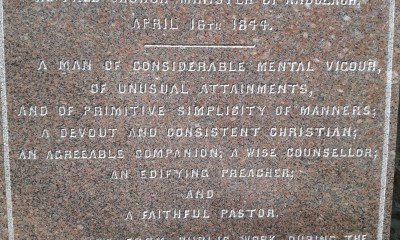 AS FREE CHURCH MINISTER OF KNOCKACH,
APRIL 16TH 1844.
A MAN OF CONSIDERABLE MENTAL VIGOUR,
OF UNUSUAL ATTAINMENTS,
AND OF PRIMITIVE SIMPLICITY OF MANNERS;
A DEVOUT AND CONSISTENT CHRISTIAN;
AN AGREEABLE COMPANION; A WISE COUNSELLOR;
AN EDIFYING PREACHER;
AND
A FAITHFUL PASTOR.
FROM PUBLIC WORK DURING THE